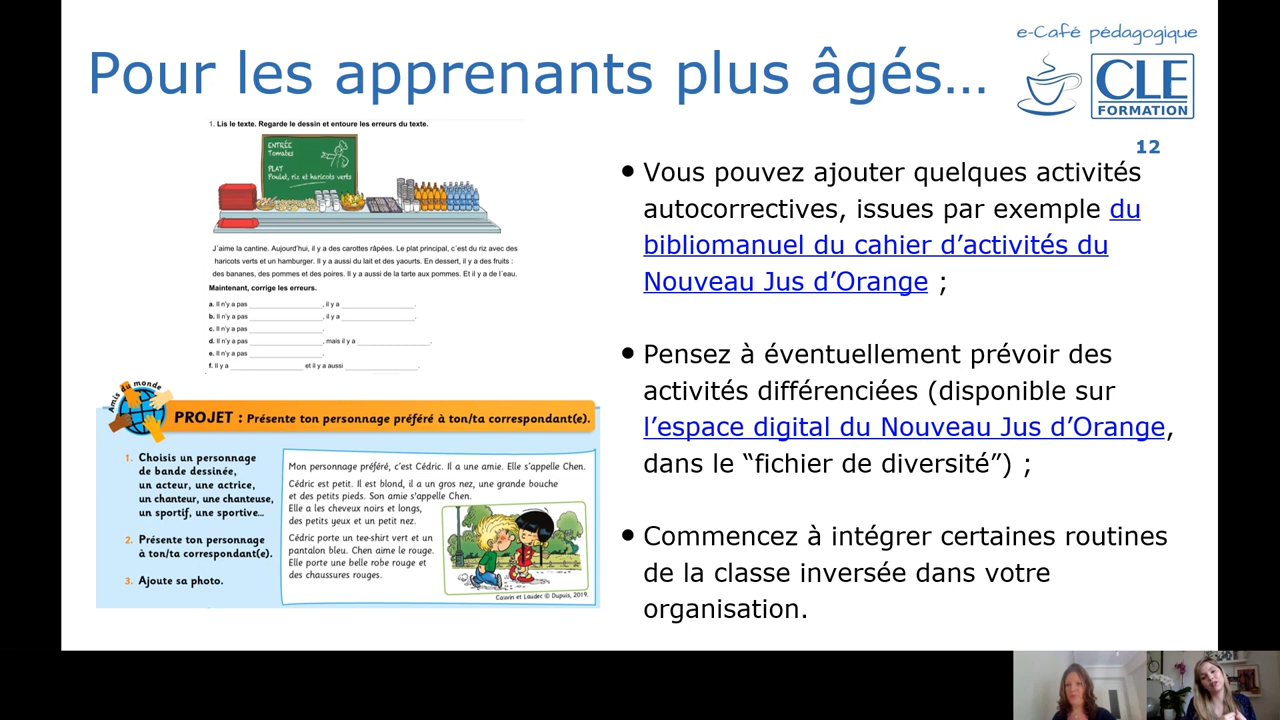 e-Café pédagogique
Pour les apprenants plus âgés...
CLE
FORMATION
12
1. Lis le texte. Regarde le dessin et entoure les erreurs du texte.
ENTRÉE
Tomates
PLAT
Poulet, riz et haricots verts
J'aime la cantine. Aujourd'hui, il y a des carottes râpées. Le plat principal, c'est du riz avec des
haricots verts et un hamburger. Il y a aussi du lait et des yaourts. En dessert, il y a des fruits :
des bananes, des pommes et des poires. Il y a aussi de la tarte aux pommes. Et il y a de l'eau.
Maintenant, corrige les erreurs.
a. Il n'y a pas ____________________, il y a ____________________.
b. Il n'y a pas ____________________, il y a ____________________.
c. Il n'y a pas ____________________.
d. Il n'y a pas ____________________, mais il y a ____________________.
e. Il n'y a pas ____________________.
f. Il y a ____________________ et il y a aussi ____________________.
Amis du monde
PROJET : Présente ton personnage préféré à ton/ta correspondant(e).
1. Choisis un personnage
de bande dessinée,
un acteur, une actrice,
un chanteur, une chanteuse,
un sportif, une sportive...
2. Présente ton personnage
à ton/ta correspondant(e).
3. Ajoute sa photo.
Mon personnage préféré, c'est Cédric. Il a une amie. Elle s'appelle Chen.
Cédric est petit. Il est blond, il a un gros nez, une grande bouche
et des petits pieds. Son amie s'appelle Chen.
Elle a les cheveux noirs et longs,
des petits yeux et un petit nez.
Cédric porte un tee-shirt vert et un
pantalon bleu. Chen aime le rouge.
Elle porte une belle robe rouge et
des chaussures rouges.
Cauvin et Laudec © Dupuis, 2019.
• Vous pouvez ajouter quelques activités
autocorrectives, issues par exemple du
bibliomanuel du cahier d'activités du
Nouveau Jus d'Orange ;
• Pensez à éventuellement prévoir des
activités différenciées (disponible sur
l'espace digital du Nouveau Jus d'Orange,
dans le "fichier de diversité") ;
• Commencez à intégrer certaines routines
de la classe inversée dans votre
organisation.